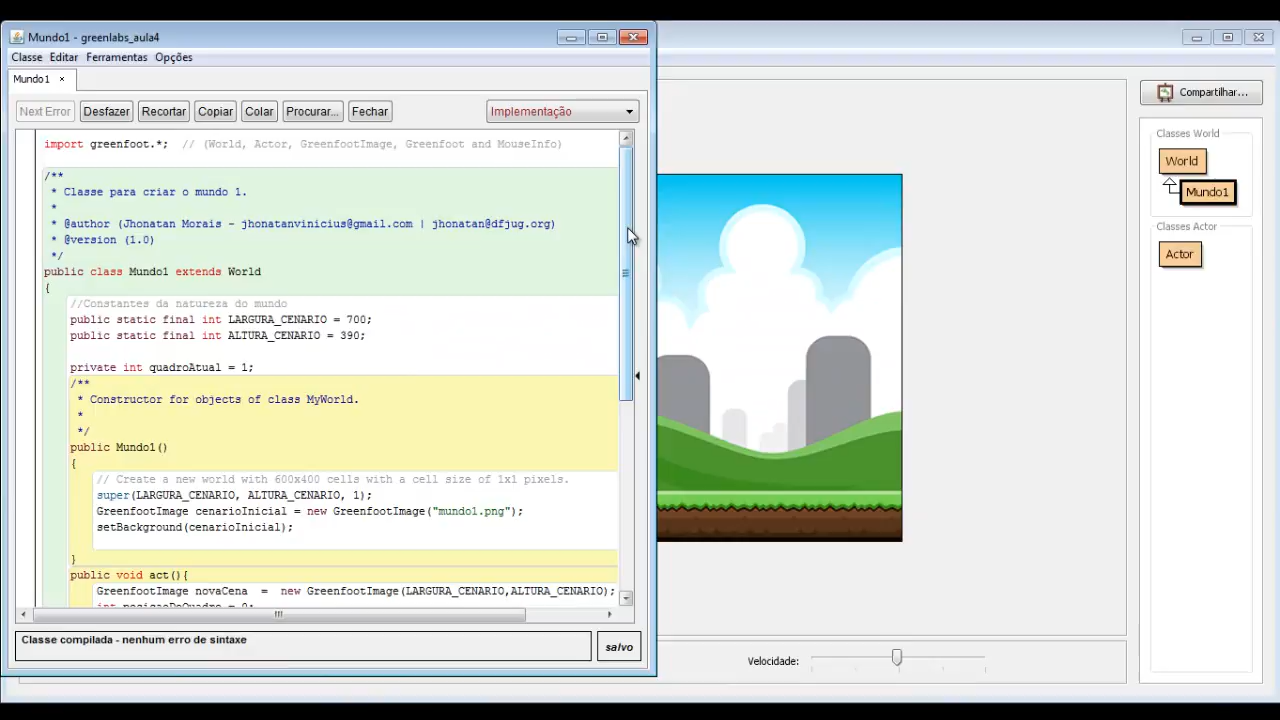 Mundo1 - greenlabs_aula4
Classe Editar Ferramentas Opções
Mundo1 ×
Next Error Desfazer Recortar Copiar Colar Procurar... Fechar Implementação
import greenfoot.*;  // (World, Actor, GreenfootImage, Greenfoot and MouseInfo)
/**
* Classe para criar o mundo 1.
*
* @author (Jhonatan Morais - jhonatanvinicius@gmail.com | jhonatan@dfjug.org)
* @version (1.0)
*/
public class Mundo1 extends World
{
//Constantes da natureza do mundo
public static final int LARGURA_CENARIO = 700;
public static final int ALTURA_CENARIO = 390;
private int quadroAtual = 1;
/**
* Constructor for objects of class MyWorld.
*
*/
public Mundo1()
{
// Create a new world with 600x400 cells with a cell size of 1x1 pixels.
super(LARGURA_CENARIO, ALTURA_CENARIO, 1);
GreenfootImage cenarioInicial = new GreenfootImage("mundo1.png");
setBackground(cenarioInicial);
}
public void act(){
GreenfootImage novaCena  =  new GreenfootImage(LARGURA_CENARIO,ALTURA_CENARIO);
int posicaoDoQuadro = 0;
Classe compilada - nenhum erro de sintaxe
salvo
Compartilhar...
Classes World
World
Mundo1
Classes Actor
Actor
Velocidade: